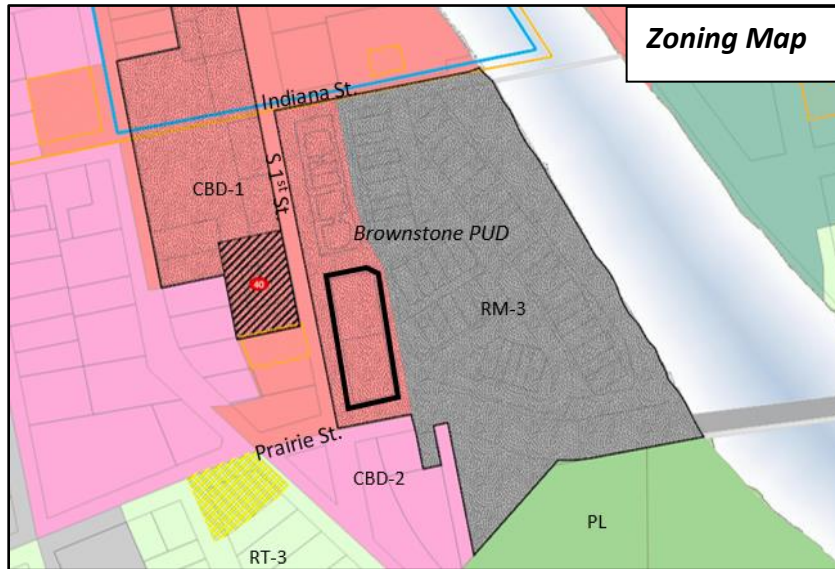 Zoning Map
Indiana St.
CBD-1
S 1st St.
Brownstone PUD
40
RM-3
Prairie St.
CBD-2
PL
RT-3